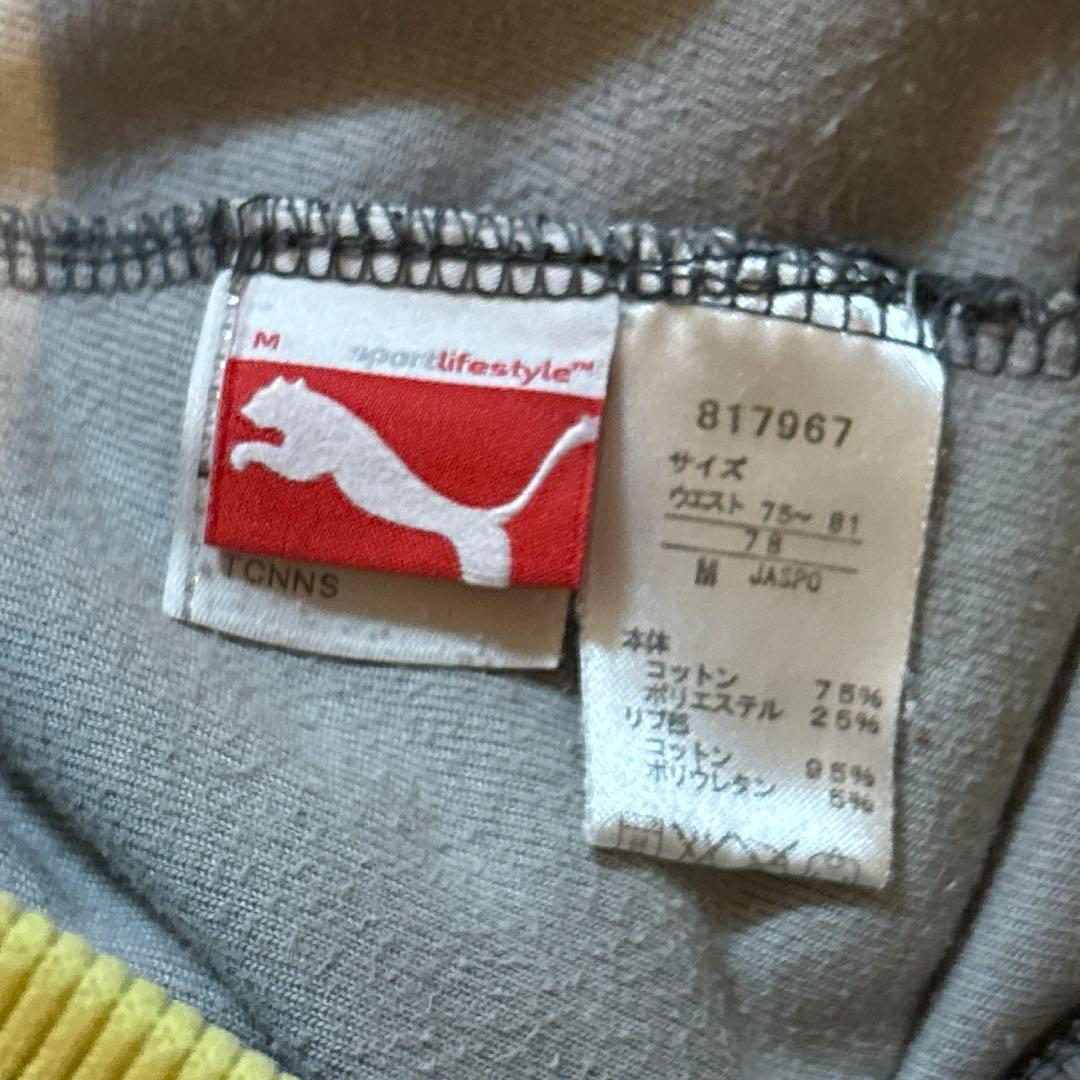 M sportlifestyle™
TCNNS
817967
サイズ
ウエスト 75〜 81
78
M JASPO
本体
コットン 75%
ポリエステル 25%
リブ部
コットン 95%
ポリウレタン 5%